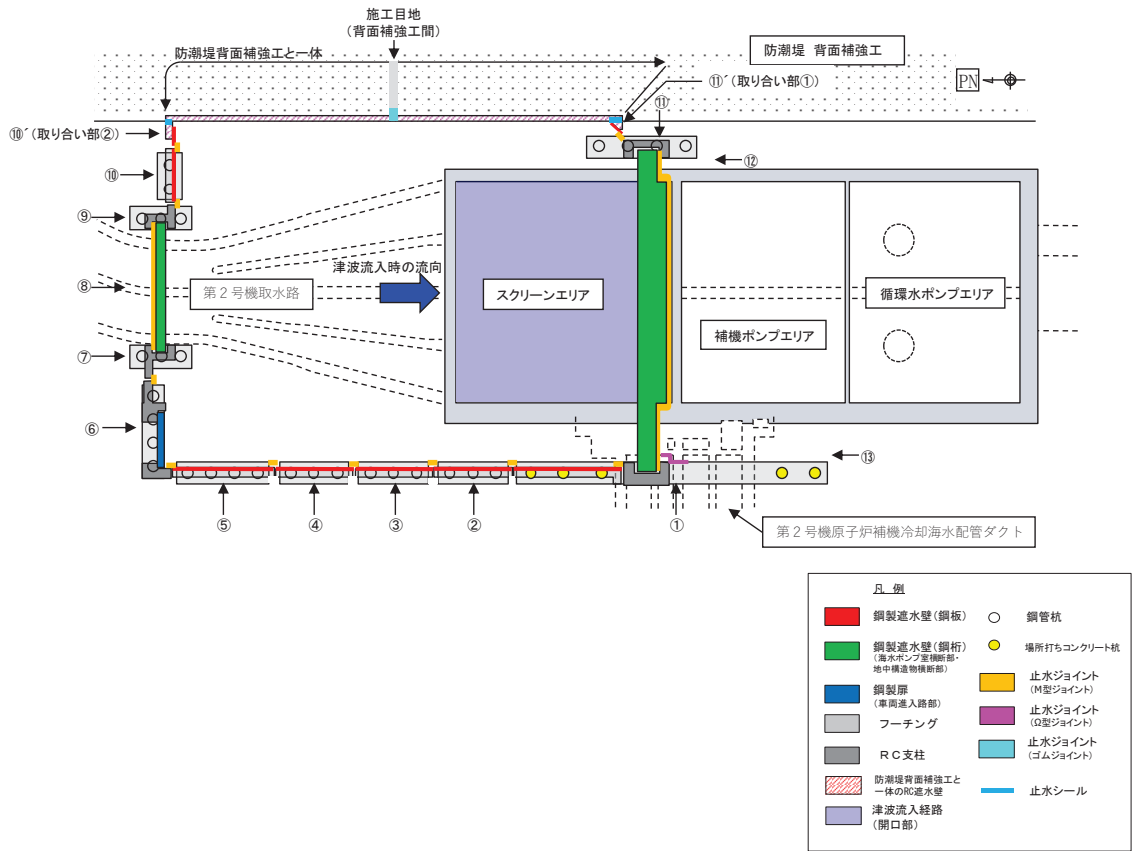 施工目地
(背面補強工間)
防潮堤背面補強工と一体
防潮堤 背面補強工
PN
⑪´(取り合い部①)
⑪
⑩´(取り合い部②)
⑫
⑩
⑨
津波流入時の流向
⑧
第2号機取水路
スクリーンエリア
循環水ポンプエリア
補機ポンプエリア
⑦
⑥
⑬
⑤
④
③
②
①
第2号機原子炉補機冷却海水配管ダクト
凡 例
鋼製遮水壁(鋼板)
鋼製遮水壁(鋼桁)
(海水ポンプ室横断部・
地中構造物横断部)
鋼製扉
(車両進入路部)
フーチング
RC支柱
防潮堤背面補強工と
一体のRC遮水壁
津波流入経路
(開口部)
鋼管杭
場所打ちコンクリート杭
止水ジョイント
(M型ジョイント)
止水ジョイント
(Ω型ジョイント)
止水ジョイント
(ゴムジョイント)
止水シール